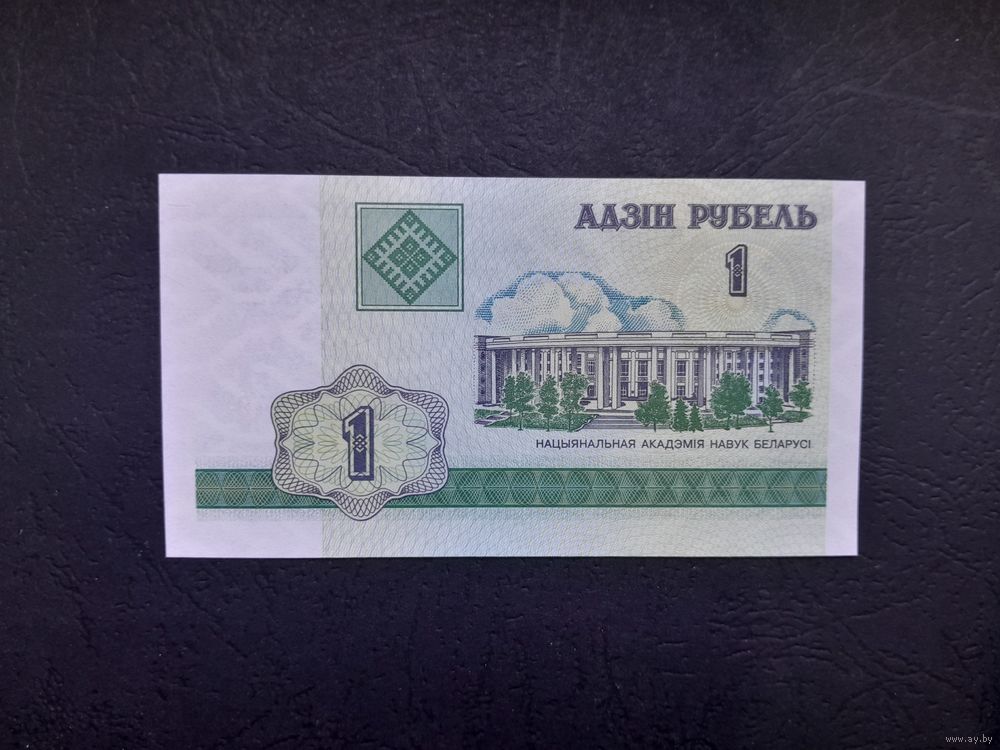 АДЗІН РУБЕЛЬ
1
НАЦЫЯНАЛЬНАЯ АКАДЭМІЯ НАВУК БЕЛАРУСІ
1
www.ay.by